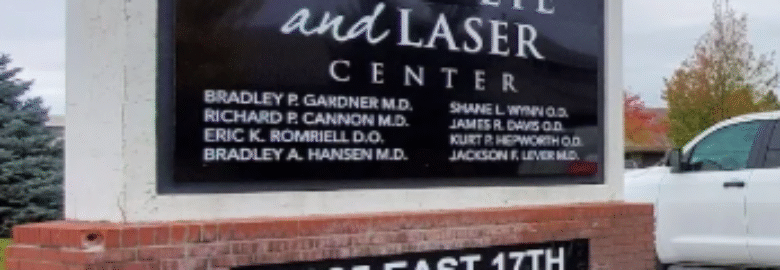 EYE
and LASER
CENTER
BRADLEY P. GARDNER M.D.
RICHARD P. CANNON M.D.
ERIC K. ROMRIELL D.O.
BRADLEY A. HANSEN M.D.
SHANE L. WYNN O.D.
JAMES R. DAVIS O.D.
KURT P. HEPWORTH O.D.
JACKSON F. LEVER M.D.
EAST 17TH